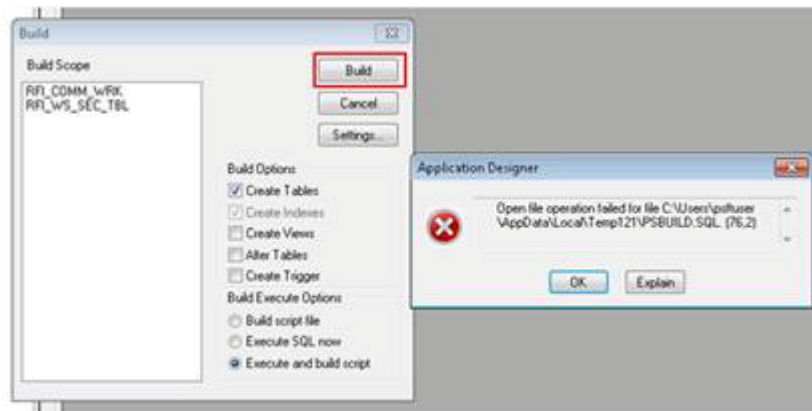 Build
Build Scope
RFI_COMM_WRK
RFI_WS_SEC_TBL
Build
Cancel
Settings...
Build Options
Create Tables
Create Indexes
Create Views
Alter Tables
Create Trigger
Build Execute Options
Build script file
Execute SQL now
Execute and build script
Application Designer
Open file operation failed for file C:\Users\psftuser
\AppData\Local\Temp121\PSBUILD.SQL. (76,2)
OK
Explain